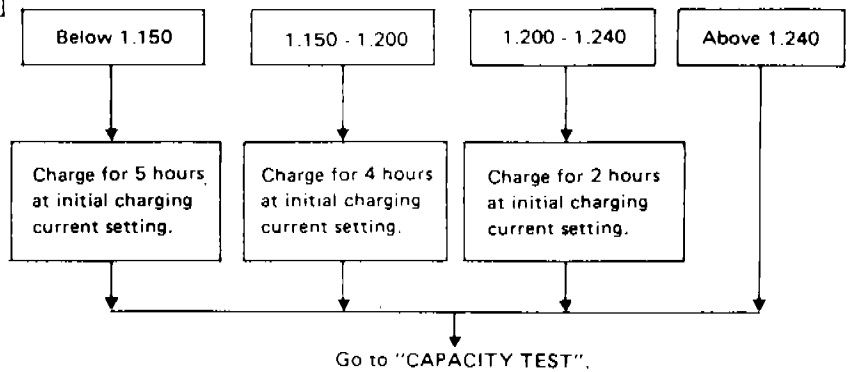 Below 1.150
1.150 - 1.200
1.200 - 1.240
Above 1.240
Charge for 5 hours
at initial charging
current setting.
Charge for 4 hours
at initial charging
current setting.
Charge for 2 hours
at initial charging
current setting.
Go to "CAPACITY TEST".